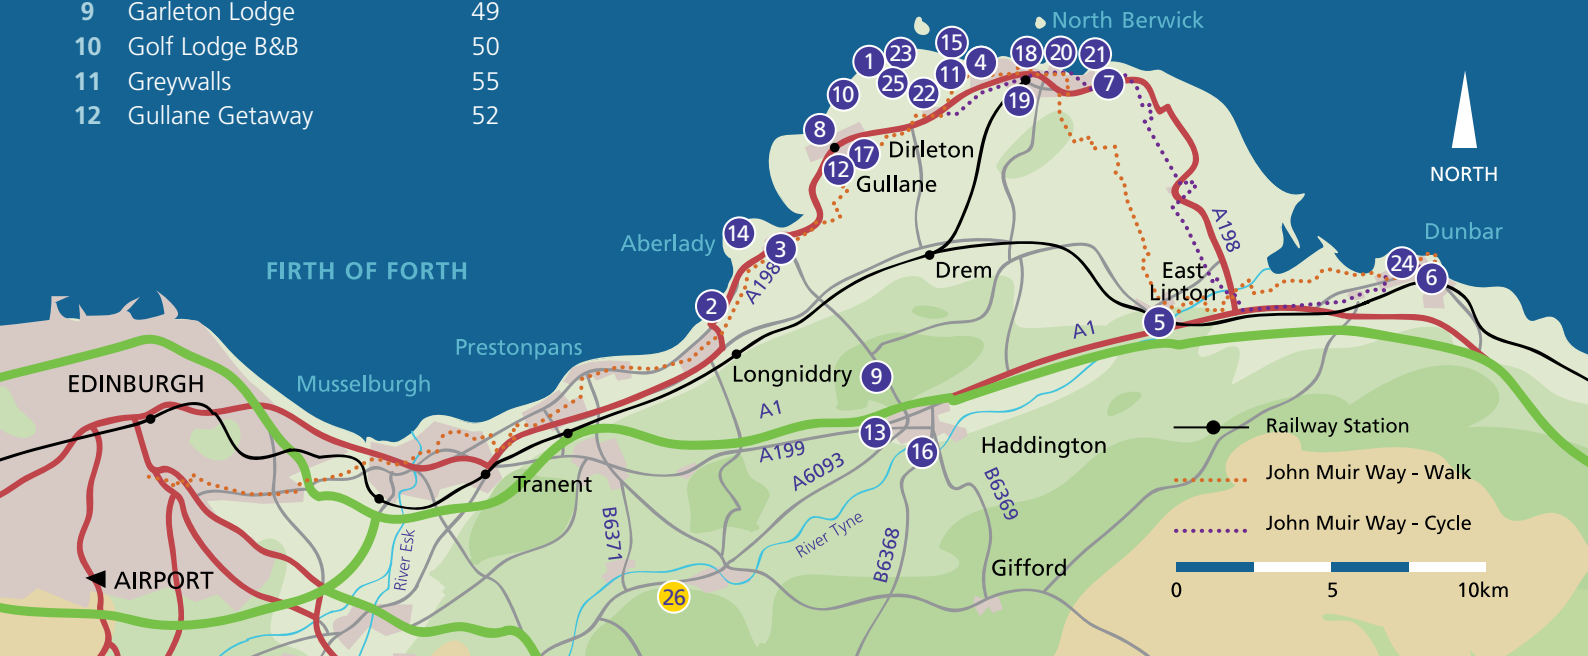 9 Garleton Lodge 49
10 Golf Lodge B&B 50
11 Greywalls 55
12 Gullane Getaway 52
North Berwick
15
23
1
4
18
20
21
25
11
22
7
10
19
8
17
Dirleton
12
Gullane
NORTH
A198
Aberlady
14
3
Dunbar
FIRTH OF FORTH
Drem
East
Linton
24
6
A198
2
5
A1
Prestonpans
Longniddry
9
EDINBURGH
Musselburgh
A1
13
16
Haddington
Railway Station
A199
A6093
John Muir Way - Walk
Tranent
B6369
B6371
River Tyne
John Muir Way - Cycle
River Esk
B6368
AIRPORT
Gifford
26
0 5 10km